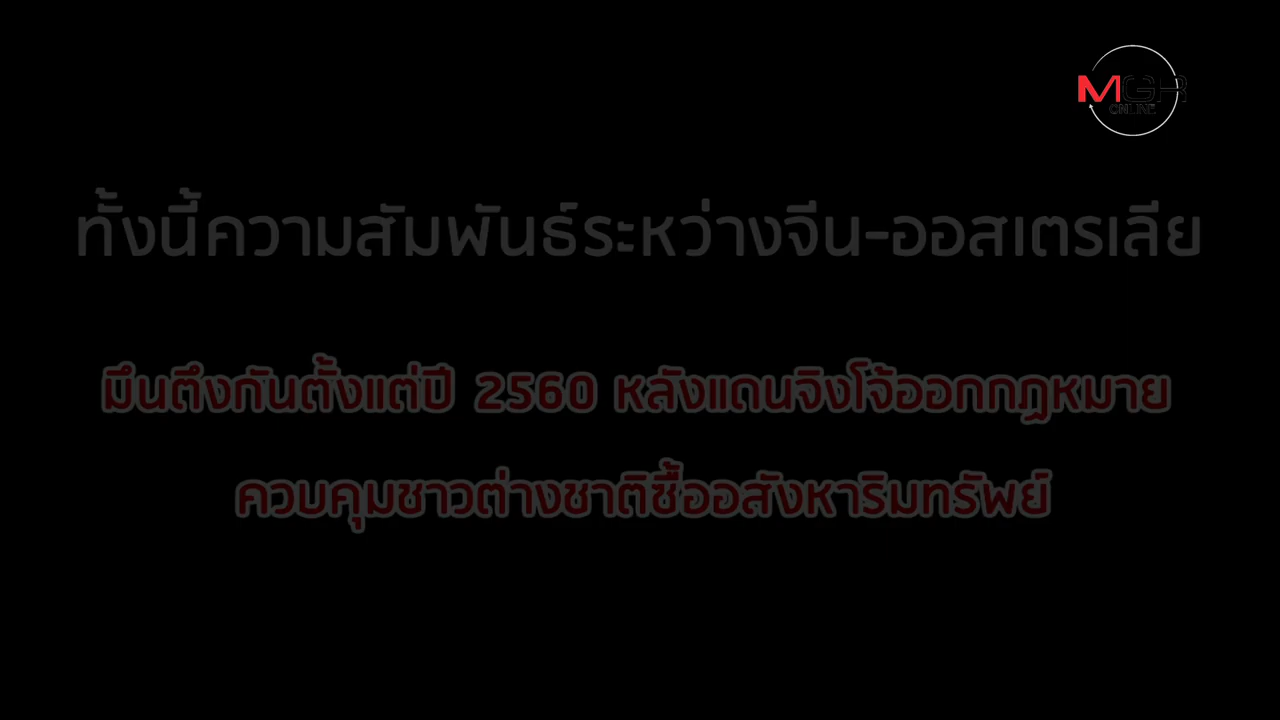 MGR
ONLINE
ทั้งนี้ความสัมพันธ์ระหว่างจีน-ออสเตรเลีย
มึนตึงกันตั้งแต่ปี 2560 หลังแดนจิงโจ้ออกกฎหมาย
ควบคุมชาวต่างชาติซื้ออสังหาริมทรัพย์